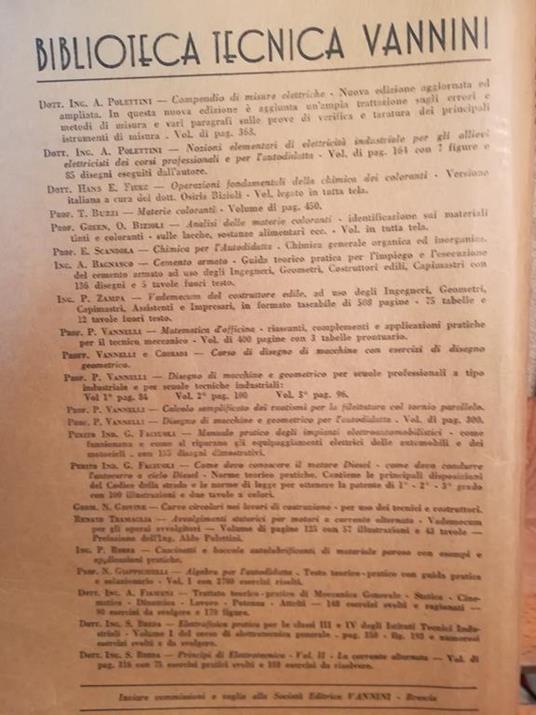 BIBLIOTECA TECNICA VANNINI
DOTT. ING. A. POLETTINI — Compendio di misure elettriche - Nuova edizione aggiornata ed
ampliata. In questa nuova edizione è aggiunta un'ampia trattazione sugli errori e
metodi di misura e vari paragrafi sulle prove di verifica e taratura dei principali
istrumenti di misura - Vol. di pag. 368.
DOTT. ING. A. POLETTINI — Nozioni elementari di elettricità industriale per gli allievi
elettricisti dei corsi professionali e per l'autodidatta - Vol. di pag. 164 con 7 figure e
85 disegni eseguiti dall'autore.
DOTT. HANS E. FIERZ — Operazioni fondamentali della chimica dei coloranti - Versione
italiana a cura del dott. Osiris Bizioli - Vol. legato in tutta tela.
PROF. T. BUZZI — Materie coloranti - Volume di pag. 450.
PROF. GREEN, O. BIZIOLI — Analisi delle materie coloranti - identificazione sui materiali
tinti e coloranti - sulle lacche, sostanze alimentari ecc. - Vol. in tutta tela.
PROF. E. SCANDOLA — Chimica per l'Autodidatta - Chimica generale organica ed inorganica.
ING. A. BAGNASCO — Cemento armato - Guida teorico pratica per l'impiego e l'esecuzione
del cemento armato ad uso degli Ingegneri, Geometri, Costruttori edili, Capimastri con
136 disegni e 5 tavole fuori testo.
ING. P. ZAMPA — Vademecum del costruttore edile, ad uso degli Ingegneri, Geometri,
Capimastri, Assistenti e Impresari, in formato tascabile di 508 pagine - 75 tabelle e
12 tavole fuori testo.
PROF. P. VANNELLI — Matematica d'officina - riassunti, complementi e applicazioni pratiche
per il tecnico meccanico - Vol. di 400 pagine con 3 tabelle prontuario.
VANNELLI e — Corso di disegno di macchine con esercizi di disegno
geometrico.
PROF. P. VANNELLI — Disegno di macchine e geometrico per scuole professionali a tipo
industriale e per scuole tecniche industriali:
Vol 1° pag. 84 Vol. 2° pag. 100 Vol. 3° pag. 96.
PROF. P. VANNELLI — Calcolo semplificato dei rotismi per la filettatura col tornio parallelo.
PROF. P. VANNELLI — Disegno di macchine e geometrico per l'autodidatta - Vol. di pag. 300.
PERITO IND. G. FACIUOLI — Manuale pratico degli impianti elettroautomobilistici - come
funzionano e come si riparano gli equipaggiamenti elettrici delle automobili e dei
motocicli - con 155 disegni dimostrativi.
PERITO IND. G. FACIUOLI — Come devo conoscere il motore Diesel - come devo condurre
l'autocarro a ciclo Diesel - Norme teorico pratiche. Contiene le principali disposizioni
del Codice della strada e le norme di legge per ottenere la patente di 1° - 2° - 3° grado
con 100 illustrazioni e due tavole a colori.
GEOM. N. GIOVINE — Curve circolari nei lavori di costruzione - per uso dei tecnici e costruttori.
RENATO TREMAGLIA — Avvolgimenti statorici per motori a corrente alternata - Vademecum
per gli operai avvolgitori — Volume di pagine 125 con 57 illustrazioni e 43 tavole —
Prefazione dell'Ing. Aldo Polettini.
ING. P. — Cuscinetti e boccole autolubrificanti di materiale poroso con esempi e
applicazioni pratiche.
PROF. N. — Algebra per l'autodidatta - Testo teorico-pratico con guida pratica
e soluzionario - Vol. I con 2700 esercizi risolti.
DOTT. ING. A. — Trattato teorico-pratico di Meccanica Generale - Statica - Cine-
matica - Dinamica - Lavoro - Potenza - Attriti — 140 esercizi svolti e ragionati —
90 esercizi da svolgere e 170 figure.
DOTT. ING. S. — Elettrofisica pratica per le classi III e IV degli Istituti Tecnici Indu-
striali - Volume I del corso di elettrotecnica generale - pag. 350 - fig. 193 e numerosi
esercizi svolti e da svolgere.
DOTT. ING. S. — Principi di Elettrotecnica - Vol. II - La corrente alternata — Vol. di
pag. 316 con 75 esercizi pratici svolti e 100 esercizi da risolvere.
Inviare commissioni e vaglia alla Società Editrice VANNINI - Brescia